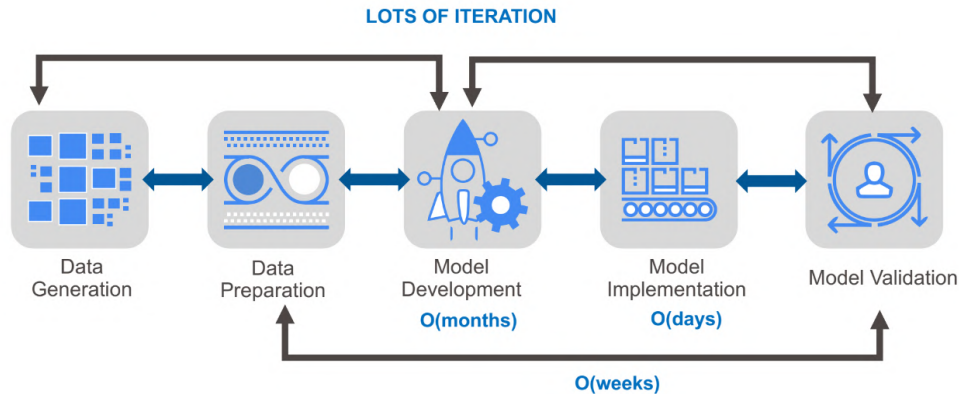 LOTS OF ITERATION
Data
Generation
Data
Preparation
Model
Development
O(months)
Model
Implementation
O(days)
Model Validation
O(weeks)